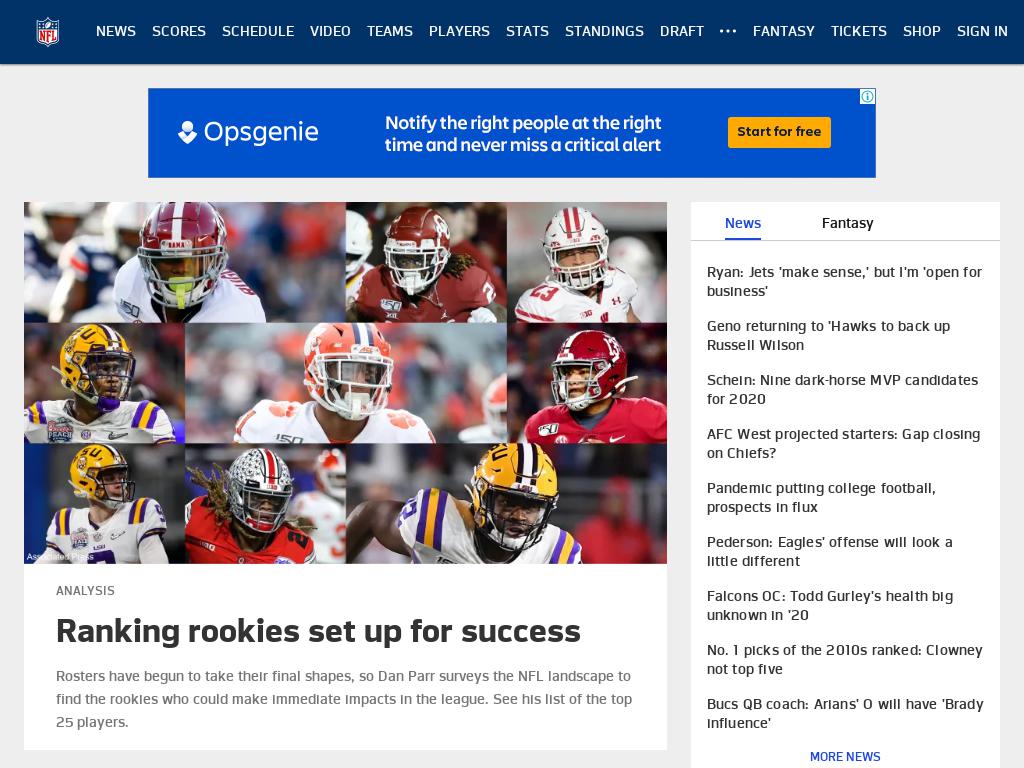 NFL
NEWS SCORES SCHEDULE VIDEO TEAMS PLAYERS STATS STANDINGS DRAFT ••• FANTASY TICKETS SHOP SIGN IN
Opsgenie
Notify the right people at the right
time and never miss a critical alert
Start for free
Associated Press
ANALYSIS
Ranking rookies set up for success
Rosters have begun to take their final shapes, so Dan Parr surveys the NFL landscape to
find the rookies who could make immediate impacts in the league. See his list of the top
25 players.
News Fantasy
Ryan: Jets 'make sense,' but I'm 'open for
business'
Geno returning to 'Hawks to back up
Russell Wilson
Schein: Nine dark-horse MVP candidates
for 2020
AFC West projected starters: Gap closing
on Chiefs?
Pandemic putting college football,
prospects in flux
Pederson: Eagles' offense will look a
little different
Falcons OC: Todd Gurley's health big
unknown in '20
No. 1 picks of the 2010s ranked: Clowney
not top five
Bucs QB coach: Arians' O will have 'Brady
influence'
MORE NEWS